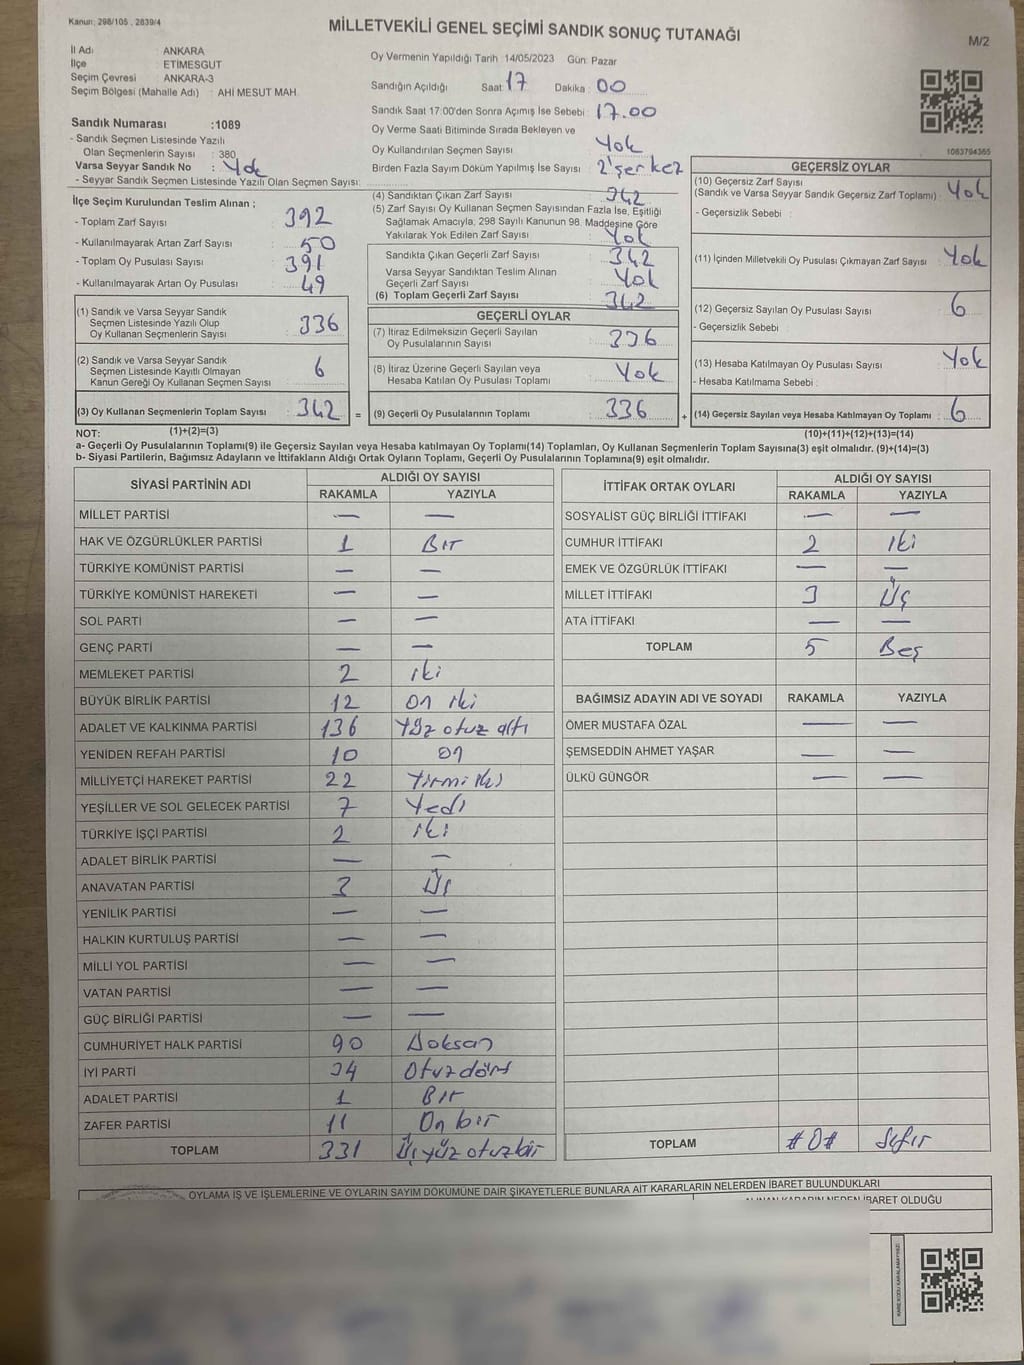 Kanun: 298/105 , 2839/4
MİLLETVEKİLİ GENEL SEÇİMİ SANDIK SONUÇ TUTANAĞI
M/2
İl Adı : ANKARA
İlçe : ETİMESGUT
Seçim Çevresi : ANKARA-3
Seçim Bölgesi (Mahalle Adı) : AHİ MESUT MAH.
Oy Vermenin Yapıldığı Tarih :14/05/2023 Gün: Pazar
Sandığın Açıldığı Saat: 17 Dakika: 00
Sandık Saat 17:00'den Sonra Açımış İse Sebebi : 17.00
Oy Verme Saati Bitiminde Sırada Bekleyen ve
Oy Kullandırılan Seçmen Sayısı : Yok
Birden Fazla Sayım Döküm Yapılmış İse Sayısı : 2'şer kez
1063794365
Sandık Numarası :1089
- Sandık Seçmen Listesinde Yazılı
Olan Seçmenlerin Sayısı : 380
Varsa Seyyar Sandık No : Yok
- Seyyar Sandık Seçmen Listesinde Yazılı Olan Seçmen Sayısı:
İlçe Seçim Kurulundan Teslim Alınan ;
- Toplam Zarf Sayısı : 392
- Kullanılmayarak Artan Zarf Sayısı : 50
- Toplam Oy Pusulası Sayısı : 391
- Kullanılmayarak Artan Oy Pusulası : 49
(1) Sandık ve Varsa Seyyar Sandık
Seçmen Listesinde Yazılı Olup
Oy Kullanan Seçmenlerin Sayısı : 336
(2) Sandık ve Varsa Seyyar Sandık
Seçmen Listesinde Kayıtlı Olmayan
Kanun Gereği Oy Kullanan Seçmen Sayısı : 6
(3) Oy Kullanan Seçmenlerin Toplam Sayısı : 342 =
(1)+(2)=(3)
(4) Sandıktan Çıkan Zarf Sayısı : 342
(5) Zarf Sayısı Oy Kullanan Seçmen Sayısından Fazla İse, Eşitliği
Sağlamak Amacıyla; 298 Sayılı Kanunun 98. Maddesine Göre
Yakılarak Yok Edilen Zarf Sayısı : Yok
Sandıkta Çıkan Geçerli Zarf Sayısı : 342
Varsa Seyyar Sandıktan Teslim Alınan
Geçerli Zarf Sayısı : Yok
(6) Toplam Geçerli Zarf Sayısı : 342
GEÇERLİ OYLAR
(7) İtiraz Edilmeksizin Geçerli Sayılan
Oy Pusulalarının Sayısı : 336
(8) İtiraz Üzerine Geçerli Sayılan veya
Hesaba Katılan Oy Pusulası Toplamı : Yok
(9) Geçerli Oy Pusulalarının Toplamı : 336 +
GEÇERSİZ OYLAR
(10) Geçersiz Zarf Sayısı
(Sandık ve Varsa Seyyar Sandık Geçersiz Zarf Toplamı) : Yok
- Geçersizlik Sebebi :
(11) İçinden Milletvekili Oy Pusulası Çıkmayan Zarf Sayısı : Yok
(12) Geçersiz Sayılan Oy Pusulası Sayısı : 6
- Geçersizlik Sebebi :
(13) Hesaba Katılmayan Oy Pusulası Sayısı : Yok
- Hesaba Katılmama Sebebi :
(14) Geçersiz Sayılan veya Hesaba Katılmayan Oy Toplamı : 6
(10)+(11)+(12)+(13)=(14)
NOT:
a- Geçerli Oy Pusulalarının Toplamı(9) ile Geçersiz Sayılan veya Hesaba katılmayan Oy Toplamı(14) Toplamları, Oy Kullanan Seçmenlerin Toplam Sayısına(3) eşit olmalıdır. (9)+(14)=(3)
b- Siyasi Partilerin, Bağımsız Adayların ve İttifakların Aldığı Ortak Oyların Toplamı, Geçerli Oy Pusulalarının Toplamına(9) eşit olmalıdır.
SİYASİ PARTİNİN ADI ALDIĞI OY SAYISI
RAKAMLA YAZIYLA
MİLLET PARTİSİ — —
HAK VE ÖZGÜRLÜKLER PARTİSİ 1 Bir
TÜRKİYE KOMÜNİST PARTİSİ — —
TÜRKİYE KOMÜNİST HAREKETİ — —
SOL PARTİ — —
GENÇ PARTİ — —
MEMLEKET PARTİSİ 2 iki
BÜYÜK BİRLİK PARTİSİ 12 on iki
ADALET VE KALKINMA PARTİSİ 136 Yüz otuz altı
YENİDEN REFAH PARTİSİ 10 on
MİLLİYETÇİ HAREKET PARTİSİ 22 Yirmi iki
YEŞİLLER VE SOL GELECEK PARTİSİ 7 Yedi
TÜRKİYE İŞÇİ PARTİSİ 2 iki
ADALET BİRLİK PARTİSİ — —
ANAVATAN PARTİSİ 3 Üç
YENİLİK PARTİSİ — —
HALKIN KURTULUŞ PARTİSİ — —
MİLLİ YOL PARTİSİ — —
VATAN PARTİSİ — —
GÜÇ BİRLİĞİ PARTİSİ — —
CUMHURİYET HALK PARTİSİ 90 Doksan
İYİ PARTİ 34 Otuzdört
ADALET PARTİSİ 1 Bir
ZAFER PARTİSİ 11 On bir
TOPLAM 331 Üçyüz otuzbir
İTTİFAK ORTAK OYLARI ALDIĞI OY SAYISI
RAKAMLA YAZIYLA
SOSYALİST GÜÇ BİRLİĞİ İTTİFAKI — —
CUMHUR İTTİFAKI 2 iki
EMEK VE ÖZGÜRLÜK İTTİFAKI — —
MİLLET İTTİFAKI 3 Üç
ATA İTTİFAKI — —
TOPLAM 5 Beş
BAĞIMSIZ ADAYIN ADI VE SOYADI RAKAMLA YAZIYLA
ÖMER MUSTAFA ÖZAL — —
ŞEMSEDDİN AHMET YAŞAR — —
ÜLKÜ GÜNGÖR — —
TOPLAM #0# Sıfır
OYLAMA İŞ VE İŞLEMLERİNE VE OYLARIN SAYIM DÖKÜMÜNE DAİR ŞİKAYETLERLE BUNLARA AİT KARARLARIN NELERDEN İBARET BULUNDUKLARI
ALINAN KARARIN NEDEN İBARET OLDUĞU
KARE KODU KARALAMAYINIZ!